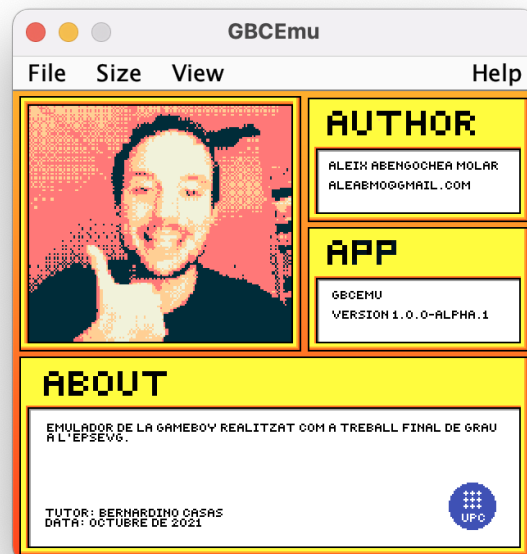 GBCEmu
File Size View Help
AUTHOR
ALEIX ABENGOCHEA MOLAR
ALEABMO@GMAIL.COM
APP
GBCEMU
VERSION 1.0.0-ALPHA.1
ABOUT
EMULADOR DE LA GAMEBOY REALITZAT COM A TREBALL FINAL DE GRAU
A L'EPSEVG.
TUTOR: BERNARDINO CASAS
DATA: OCTUBRE DE 2021
UPC